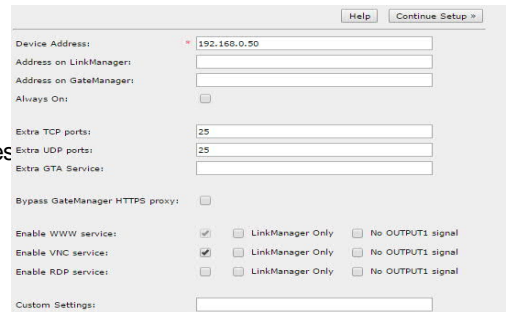 Help Continue Setup »
Device Address: * 192.168.0.50
Address on LinkManager:
Address on GateManager:
Always On:
Extra TCP ports: 25
es Extra UDP ports: 25
Extra GTA Service:
Bypass GateManager HTTPS proxy:
Enable WWW service: LinkManager Only No OUTPUT1 signal
Enable VNC service: LinkManager Only No OUTPUT1 signal
Enable RDP service: LinkManager Only No OUTPUT1 signal
Custom Settings: